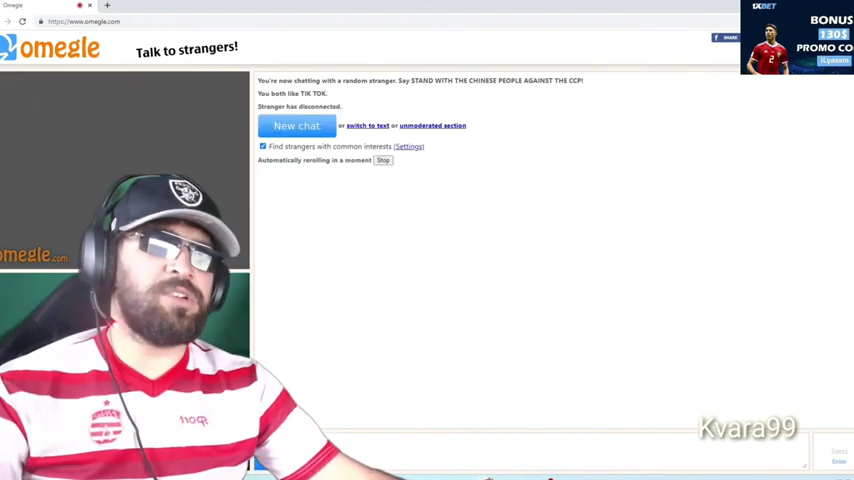 Omegle
https://www.omegle.com
omegle
Talk to strangers!
SHARE
1XBET
BONUS
130$
PROMO CO
iLyassm
You're now chatting with a random stranger. Say STAND WITH THE CHINESE PEOPLE AGAINST THE CCP!
You both like TIK TOK.
Stranger has disconnected.
New chat or switch to text or unmoderated section
Find strangers with common interests (Settings)
Automatically rerolling in a moment Stop
omegle.com
Kvara99
Send
Enter